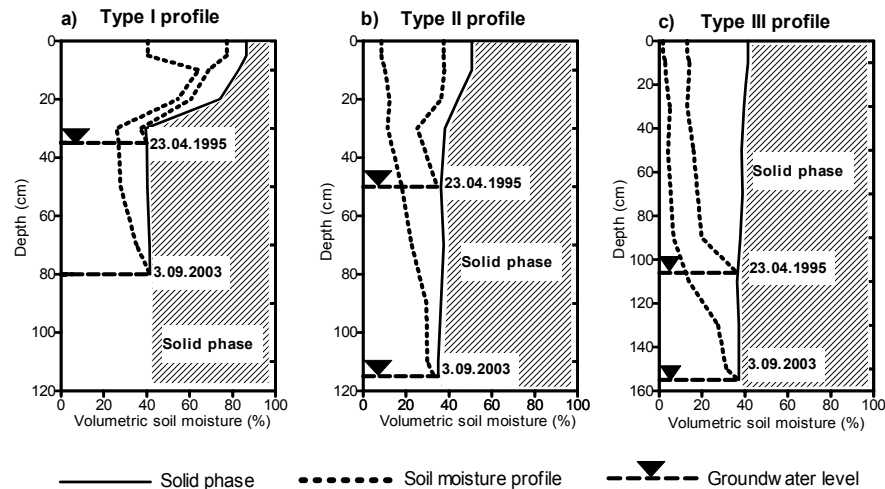 a) Type I profile
0 20 40 60 80 100
0
20
40
60
80
100
120
Depth (cm)
23.04.1995
3.09.2003
Solid phase
Volumetric soil moisture (%)
b) Type II profile
0 20 40 60 80 100
0
20
40
60
80
100
120
Depth (cm)
23.04.1995
Solid phase
3.09.2003
Volumetric soil moisture (%)
c) Type III profile
0 20 40 60 80 100
0
20
40
60
80
100
120
140
160
Depth (cm)
Solid phase
23.04.1995
3.09.2003
Volumetric soil moisture (%)
Solid phase
Soil moisture profile
Groundwater level